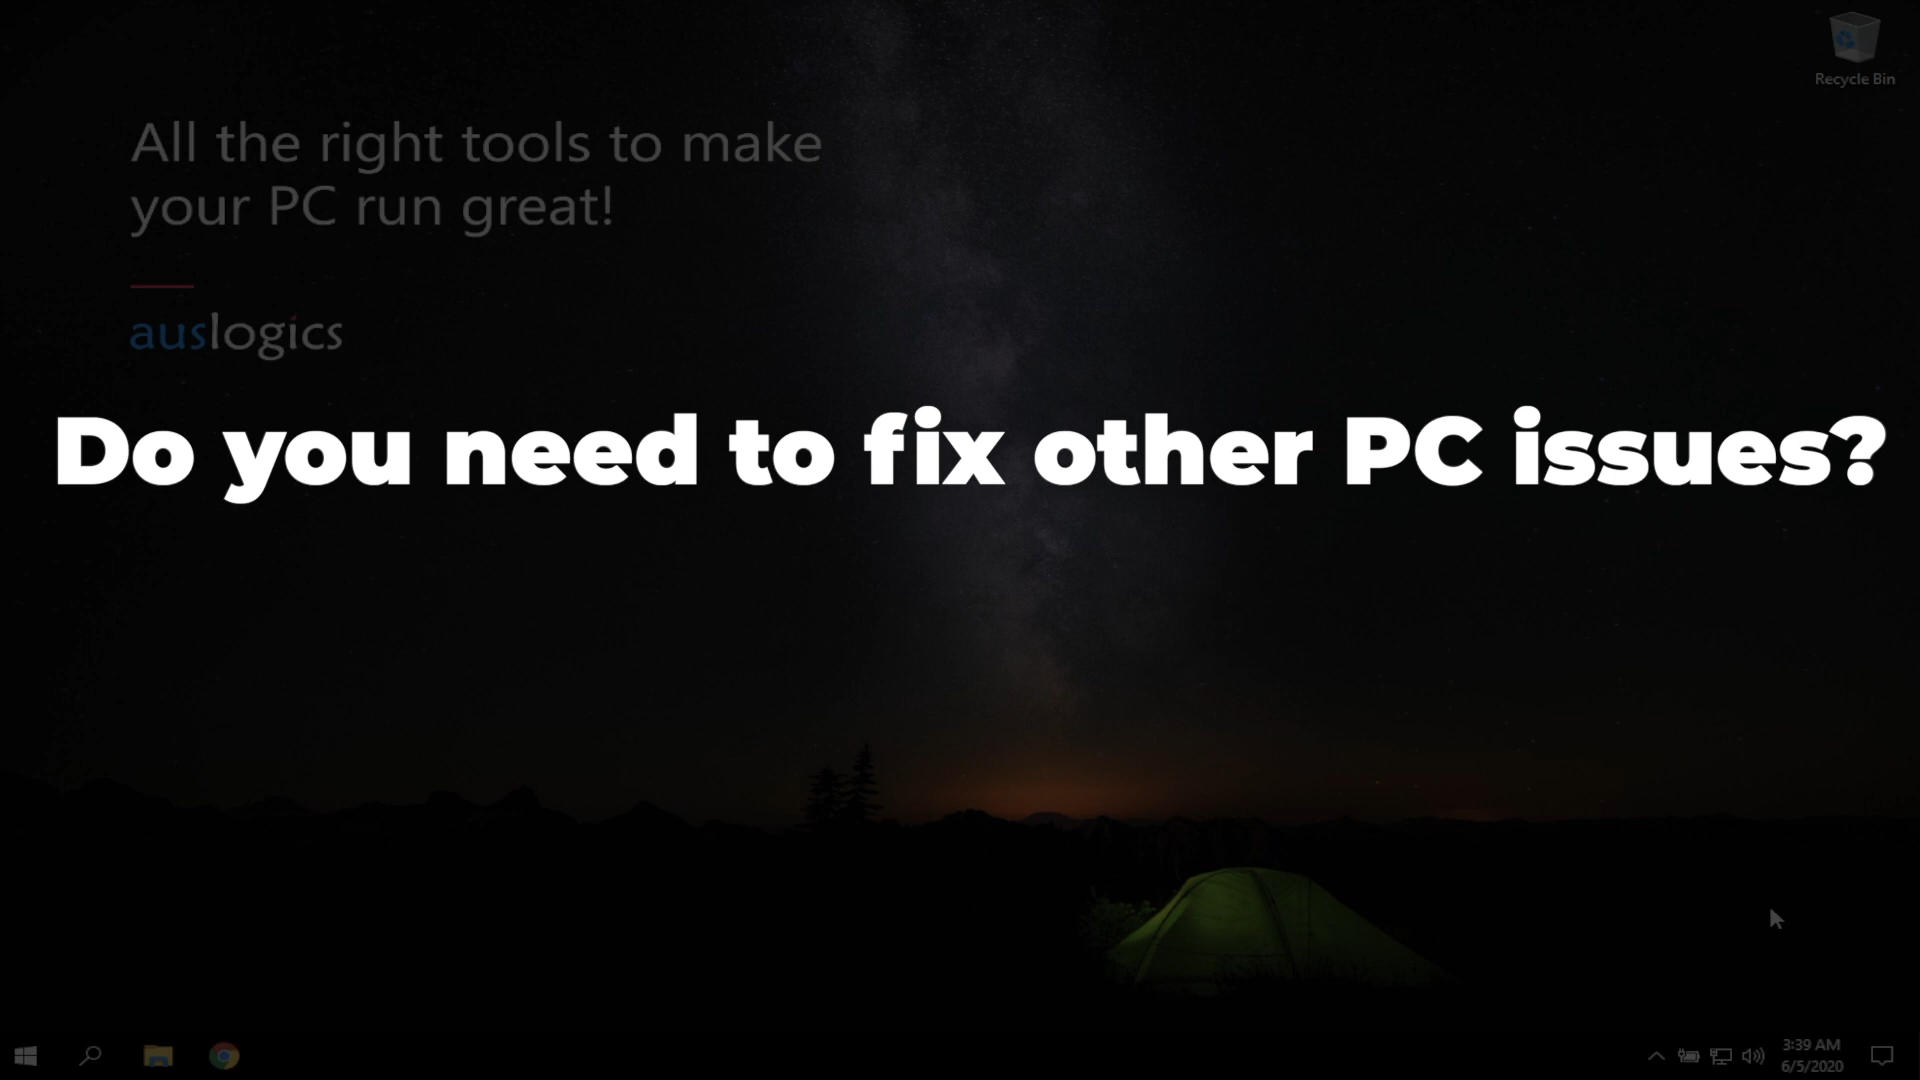 Recycle Bin
All the right tools to make
your PC run great!
auslogics
Do you need to fix other PC issues?
3:39 AM
6/5/2020